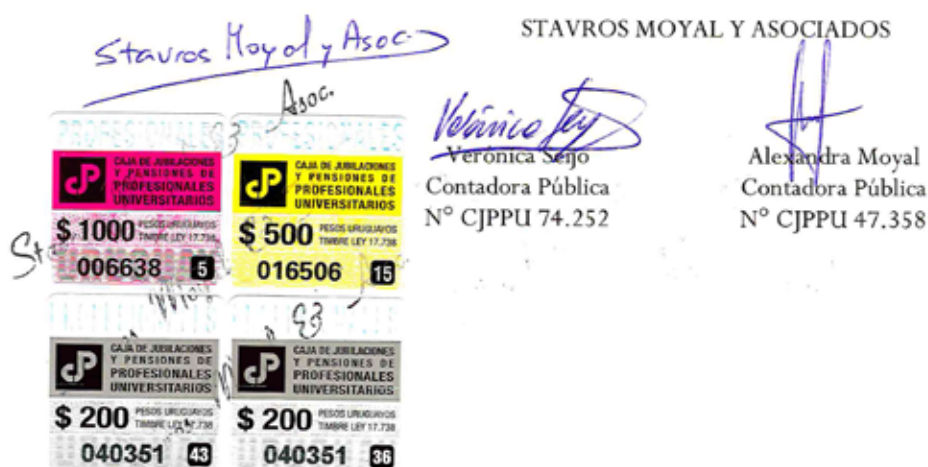 Stavros Moyal y Asoc
STAVROS MOYAL Y ASOCIADOS
Asoc.
Verónica Seijo
Contadora Pública
N° CJPPU 74.252
Alexandra Moyal
Contadora Pública
N° CJPPU 47.358
PROFESIONALES
CAJA DE JUBILACIONES
Y PENSIONES DE
PROFESIONALES
UNIVERSITARIOS
$ 1000 PESOS URUGUAYOS
TIMBRE LEY 17.738
006638 5
PROFESIONALES
CAJA DE JUBILACIONES
Y PENSIONES DE
PROFESIONALES
UNIVERSITARIOS
$ 500 PESOS URUGUAYOS
TIMBRE LEY 17.738
016506 15
CAJA DE JUBILACIONES
Y PENSIONES DE
PROFESIONALES
UNIVERSITARIOS
$ 200 PESOS URUGUAYOS
TIMBRE LEY 17.738
040351 43
CAJA DE JUBILACIONES
Y PENSIONES DE
PROFESIONALES
UNIVERSITARIOS
$ 200 PESOS URUGUAYOS
TIMBRE LEY 17.738
040351 36